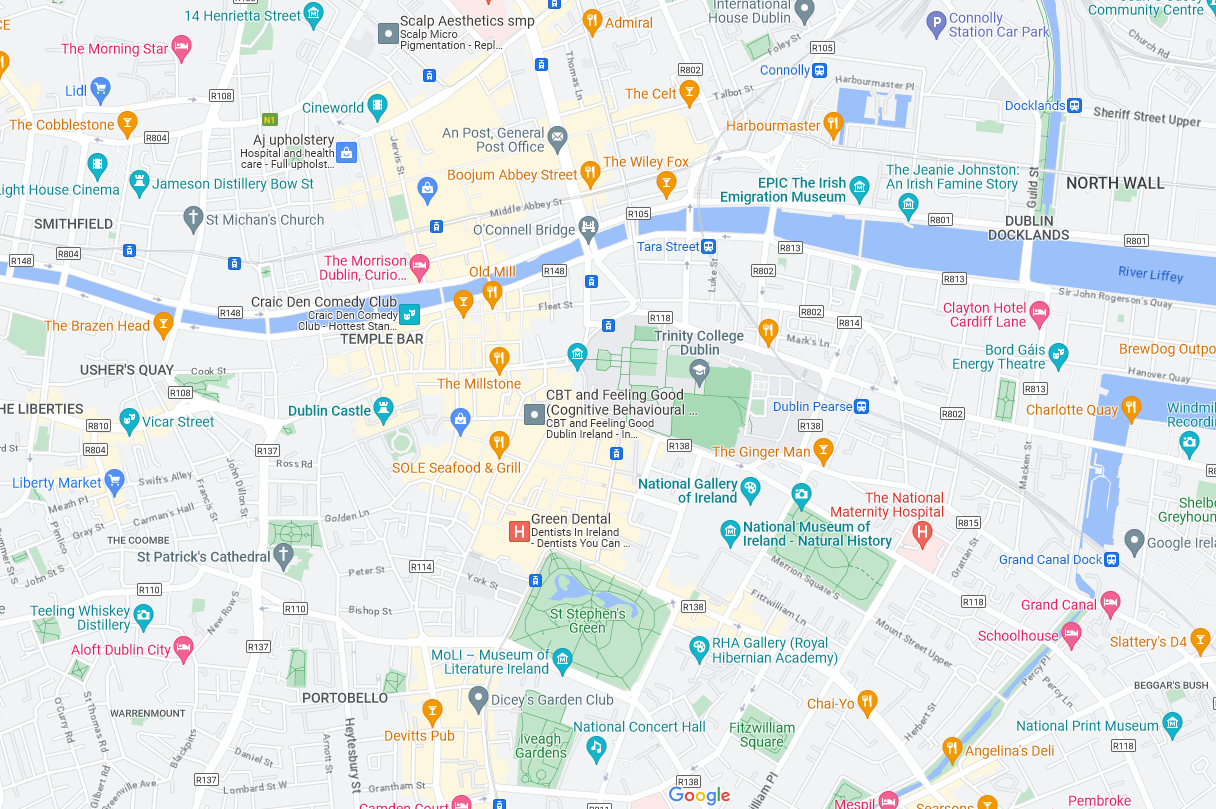 14 Henrietta Street
Scalp Aesthetics smp
Scalp Micro
Pigmentation - Repl...
Admiral
International
House Dublin
Connolly
Station Car Park
Community Centre
Church Rd
The Morning Star
Foley St
R105
Thomas Ln
R802
Connolly
Talbot St
Harbourmaster Pl
Lidl
R108
Cineworld
The Celt
Docklands
Sheriff Street Upper
The Cobblestone
N1
R804
Harbourmaster
An Post, General
Post Office
Aj upholstery
Hospital and health
care - Full upholst...
Jervis St
The Wiley Fox
Boojum Abbey Street
The Jeanie Johnston:
An Irish Famine Story
EPIC The Irish
Emigration Museum
Guild St
NORTH WALL
Light House Cinema
Jameson Distillery Bow St
Middle Abbey St
R105
St Michan's Church
SMITHFIELD
O'Connell Bridge
R801
DUBLIN
DOCKLANDS
R801
Tara Street
R813
R804
R148
The Morrison
Dublin, Curio...
Old Mill
R148
Luke St
R802
R813
River Liffey
Sir John Rogerson's Quay
Craic Den Comedy Club
Craic Den Comedy
Club - Hottest Stan...
R148
Fleet St
R118
R802
R814
Clayton Hotel
Cardiff Lane
The Brazen Head
TEMPLE BAR
Trinity College
Dublin
Mark's Ln
Bord Gáis
Energy Theatre
BrewDog Outpo
USHER'S QUAY
Cook St
R108
The Millstone
Hanover Quay
R813
CBT and Feeling Good
(Cognitive Behavioural ...
CBT and Feeling Good
Dublin Ireland - In...
HE LIBERTIES
Dublin Castle
Dublin Pearse
R802
Charlotte Quay
Windmil
Recordin
R810
Vicar Street
R138
R138
R804
R137
The Ginger Man
Macken St
R802
SOLE Seafood & Grill
Ross Rd
John Dillon St
Liberty Market
Swift's Alley
Francis St
National Gallery
of Ireland
Meath Pl
The National
Maternity Hospital
Shelbo
Greyhoun
Carman's Hall
Golden Ln
Green Dental
Dentists In Ireland
- Dentists You Can ...
Gray St
R815
National Museum of
Ireland - Natural History
THE COOMBE
St Patrick's Cathedral
Grattan St
Google Irela
Grand Canal Dock
John St S
Peter St
R114
York St
Merrion Square S
R110
New Row S
R110
Bishop St
R138
Fitzwilliam Ln
R118
Grand Canal
Teeling Whiskey
Distillery
St Stephen's
Green
Mount Street Upper
Schoolhouse
Slattery's D4
Aloft Dublin City
R137
MoLI – Museum of
Literature Ireland
RHA Gallery (Royal
Hibernian Academy)
Percy Pl
Percy Ln
PORTOBELLO
Dicey's Garden Club
BEGGAR'S BUSH
O'Curry Rd
St Thomas Rd
WARRENMOUNT
Chai-Yo
Herbert St
Devitts Pub
Heytesbury St
Arnott St
Iveagh
Gardens
National Concert Hall
Fitzwilliam
Square
National Print Museum
R118
Blackpitts
Daniel St
Angelina's Deli
Gilbert Rd
Greenville Ave
R137
Lombard St W
Grantham St
R138
Google
Camden Court
Mespil
Searsons
Pembroke